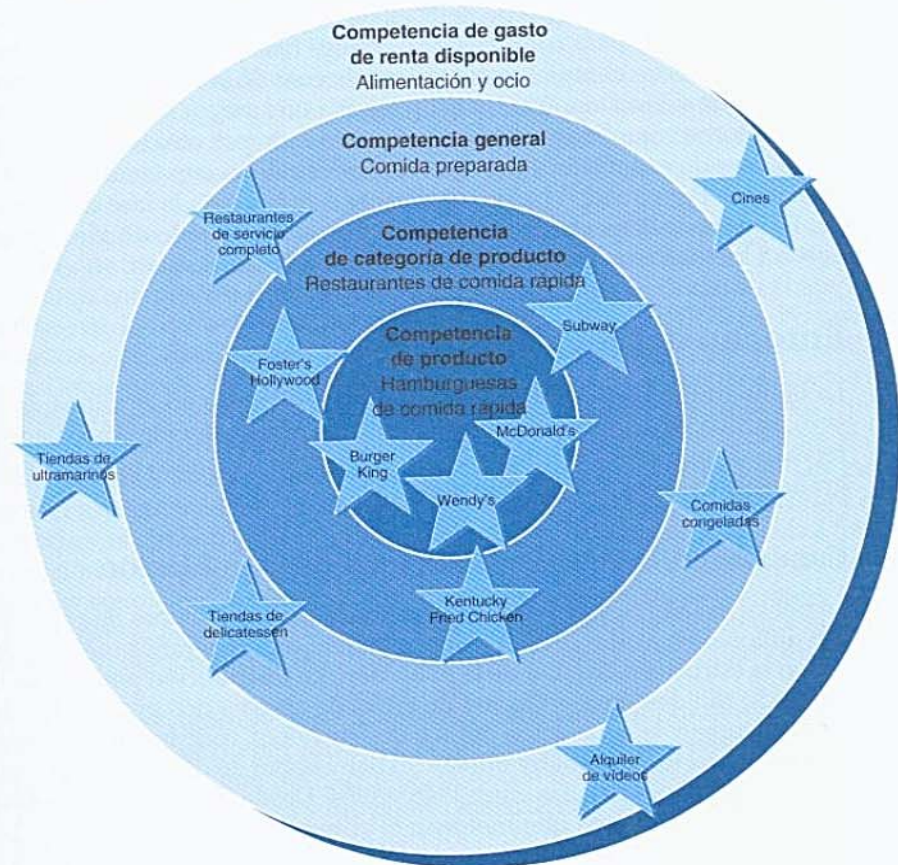 Competencia de gasto
de renta disponible
Alimentación y ocio
Competencia general
Comida preparada
Cines
Restaurantes
de servicio
completo
Competencia
de categoría de producto
Restaurantes de comida rápida
Subway
Foster's
Hollywood
Competencia
de producto
Hamburguesas
de comida rápida
McDonald's
Burger
King
Wendy's
Tiendas de
ultramarinos
Comidas
congeladas
Kentucky
Fried Chicken
Tiendas de
delicatessen
Alquiler
de vídeos